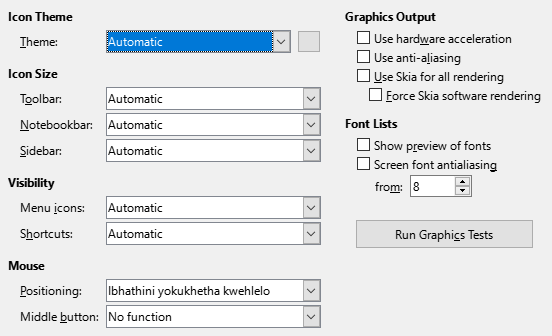 Icon Theme
Theme: Automatic
Icon Size
Toolbar: Automatic
Notebookbar: Automatic
Sidebar: Automatic
Visibility
Menu icons: Automatic
Shortcuts: Automatic
Mouse
Positioning: Ibhathini yokukhetha kwehlelo
Middle button: No function
Graphics Output
Use hardware acceleration
Use anti-aliasing
Use Skia for all rendering
Force Skia software rendering
Font Lists
Show preview of fonts
Screen font antialiasing
from: 8
Run Graphics Tests